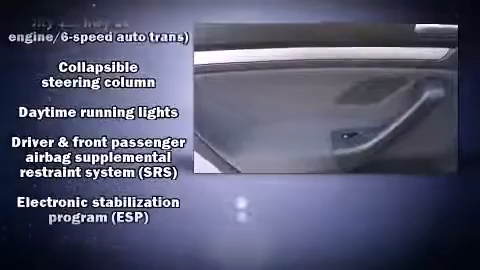 engine/6-speed auto trans)
Collapsible
steering column
Daytime running lights
Driver & front passenger
airbag supplemental
restraint system (SRS)
Electronic stabilization
program (ESP)